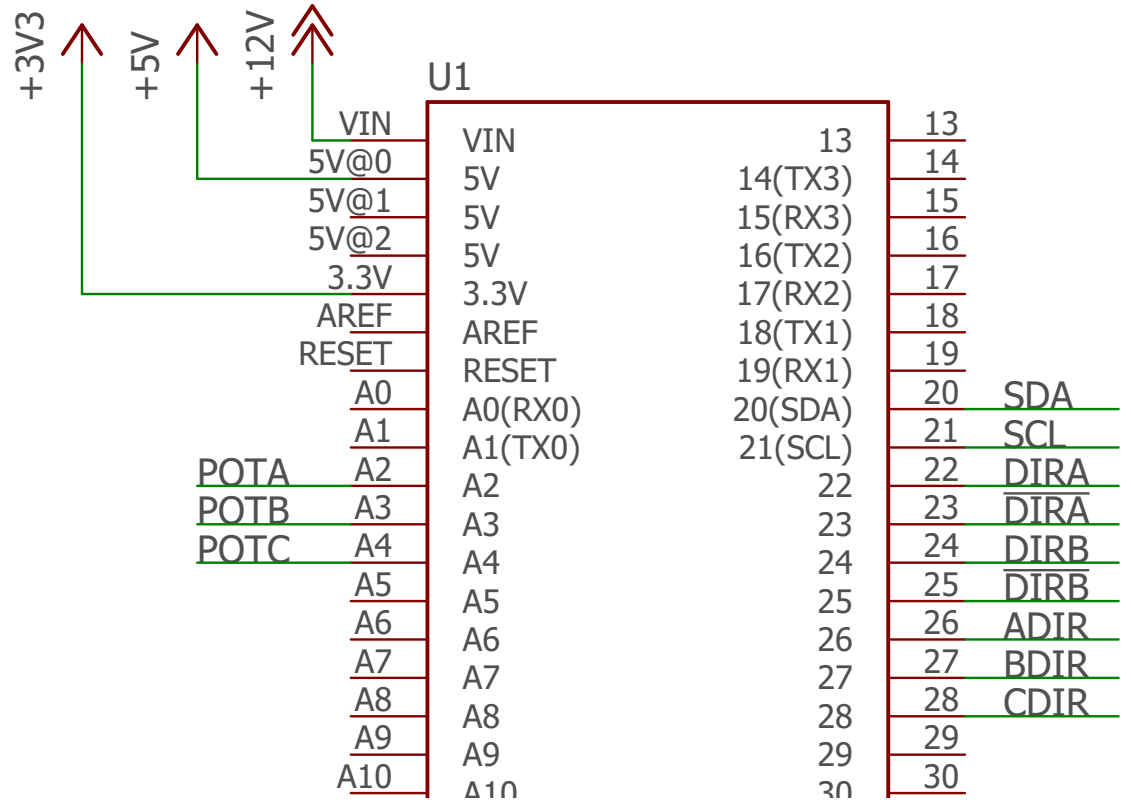 +3V3 +5V +12V
U1
VIN VIN 13 13
5V@0 5V 14(TX3) 14
5V@1 5V 15(RX3) 15
5V@2 5V 16(TX2) 16
3.3V 3.3V 17(RX2) 17
AREF AREF 18(TX1) 18
RESET RESET 19(RX1) 19
A0 A0(RX0) 20(SDA) 20 SDA
A1 A1(TX0) 21(SCL) 21 SCL
POTA A2 A2 22 22 DIRA
POTB A3 A3 23 23 D̅I̅R̅A̅
POTC A4 A4 24 24 DIRB
A5 A5 25 25 D̅I̅R̅B̅
A6 A6 26 26 ADIR
A7 A7 27 27 BDIR
A8 A8 28 28 CDIR
A9 A9 29 29
A10 A10 30 30